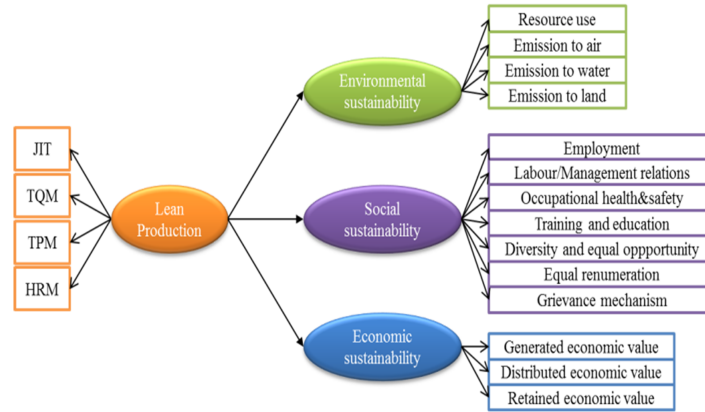 JIT
TQM
TPM
HRM
Lean
Production
Environmental
sustainability
Social
sustainability
Economic
sustainability
Resource use
Emission to air
Emission to water
Emission to land
Employment
Labour/Management relations
Occupational health&safety
Training and education
Diversity and equal oppportunity
Equal renumeration
Grievance mechanism
Generated economic value
Distributed economic value
Retained economic value